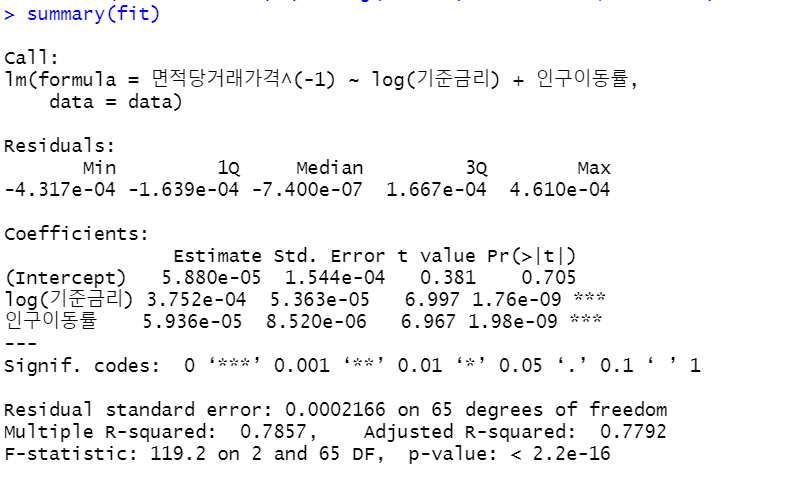 > summary(fit)
Call:
lm(formula = 면적당거래가격^(-1) ~ log(기준금리) + 인구이동률,
    data = data)
Residuals:
       Min         1Q     Median         3Q        Max
-4.317e-04 -1.639e-04 -7.400e-07  1.667e-04  4.610e-04
Coefficients:
              Estimate Std. Error t value Pr(>|t|)
(Intercept)   5.880e-05  1.544e-04   0.381    0.705
log(기준금리) 3.752e-04  5.363e-05   6.997 1.76e-09 ***
인구이동률    5.936e-05  8.520e-06   6.967 1.98e-09 ***
---
Signif. codes:  0 ‘***’ 0.001 ‘**’ 0.01 ‘*’ 0.05 ‘.’ 0.1 ‘ ’ 1
Residual standard error: 0.0002166 on 65 degrees of freedom
Multiple R-squared:  0.7857,    Adjusted R-squared:  0.7792
F-statistic: 119.2 on 2 and 65 DF,  p-value: < 2.2e-16